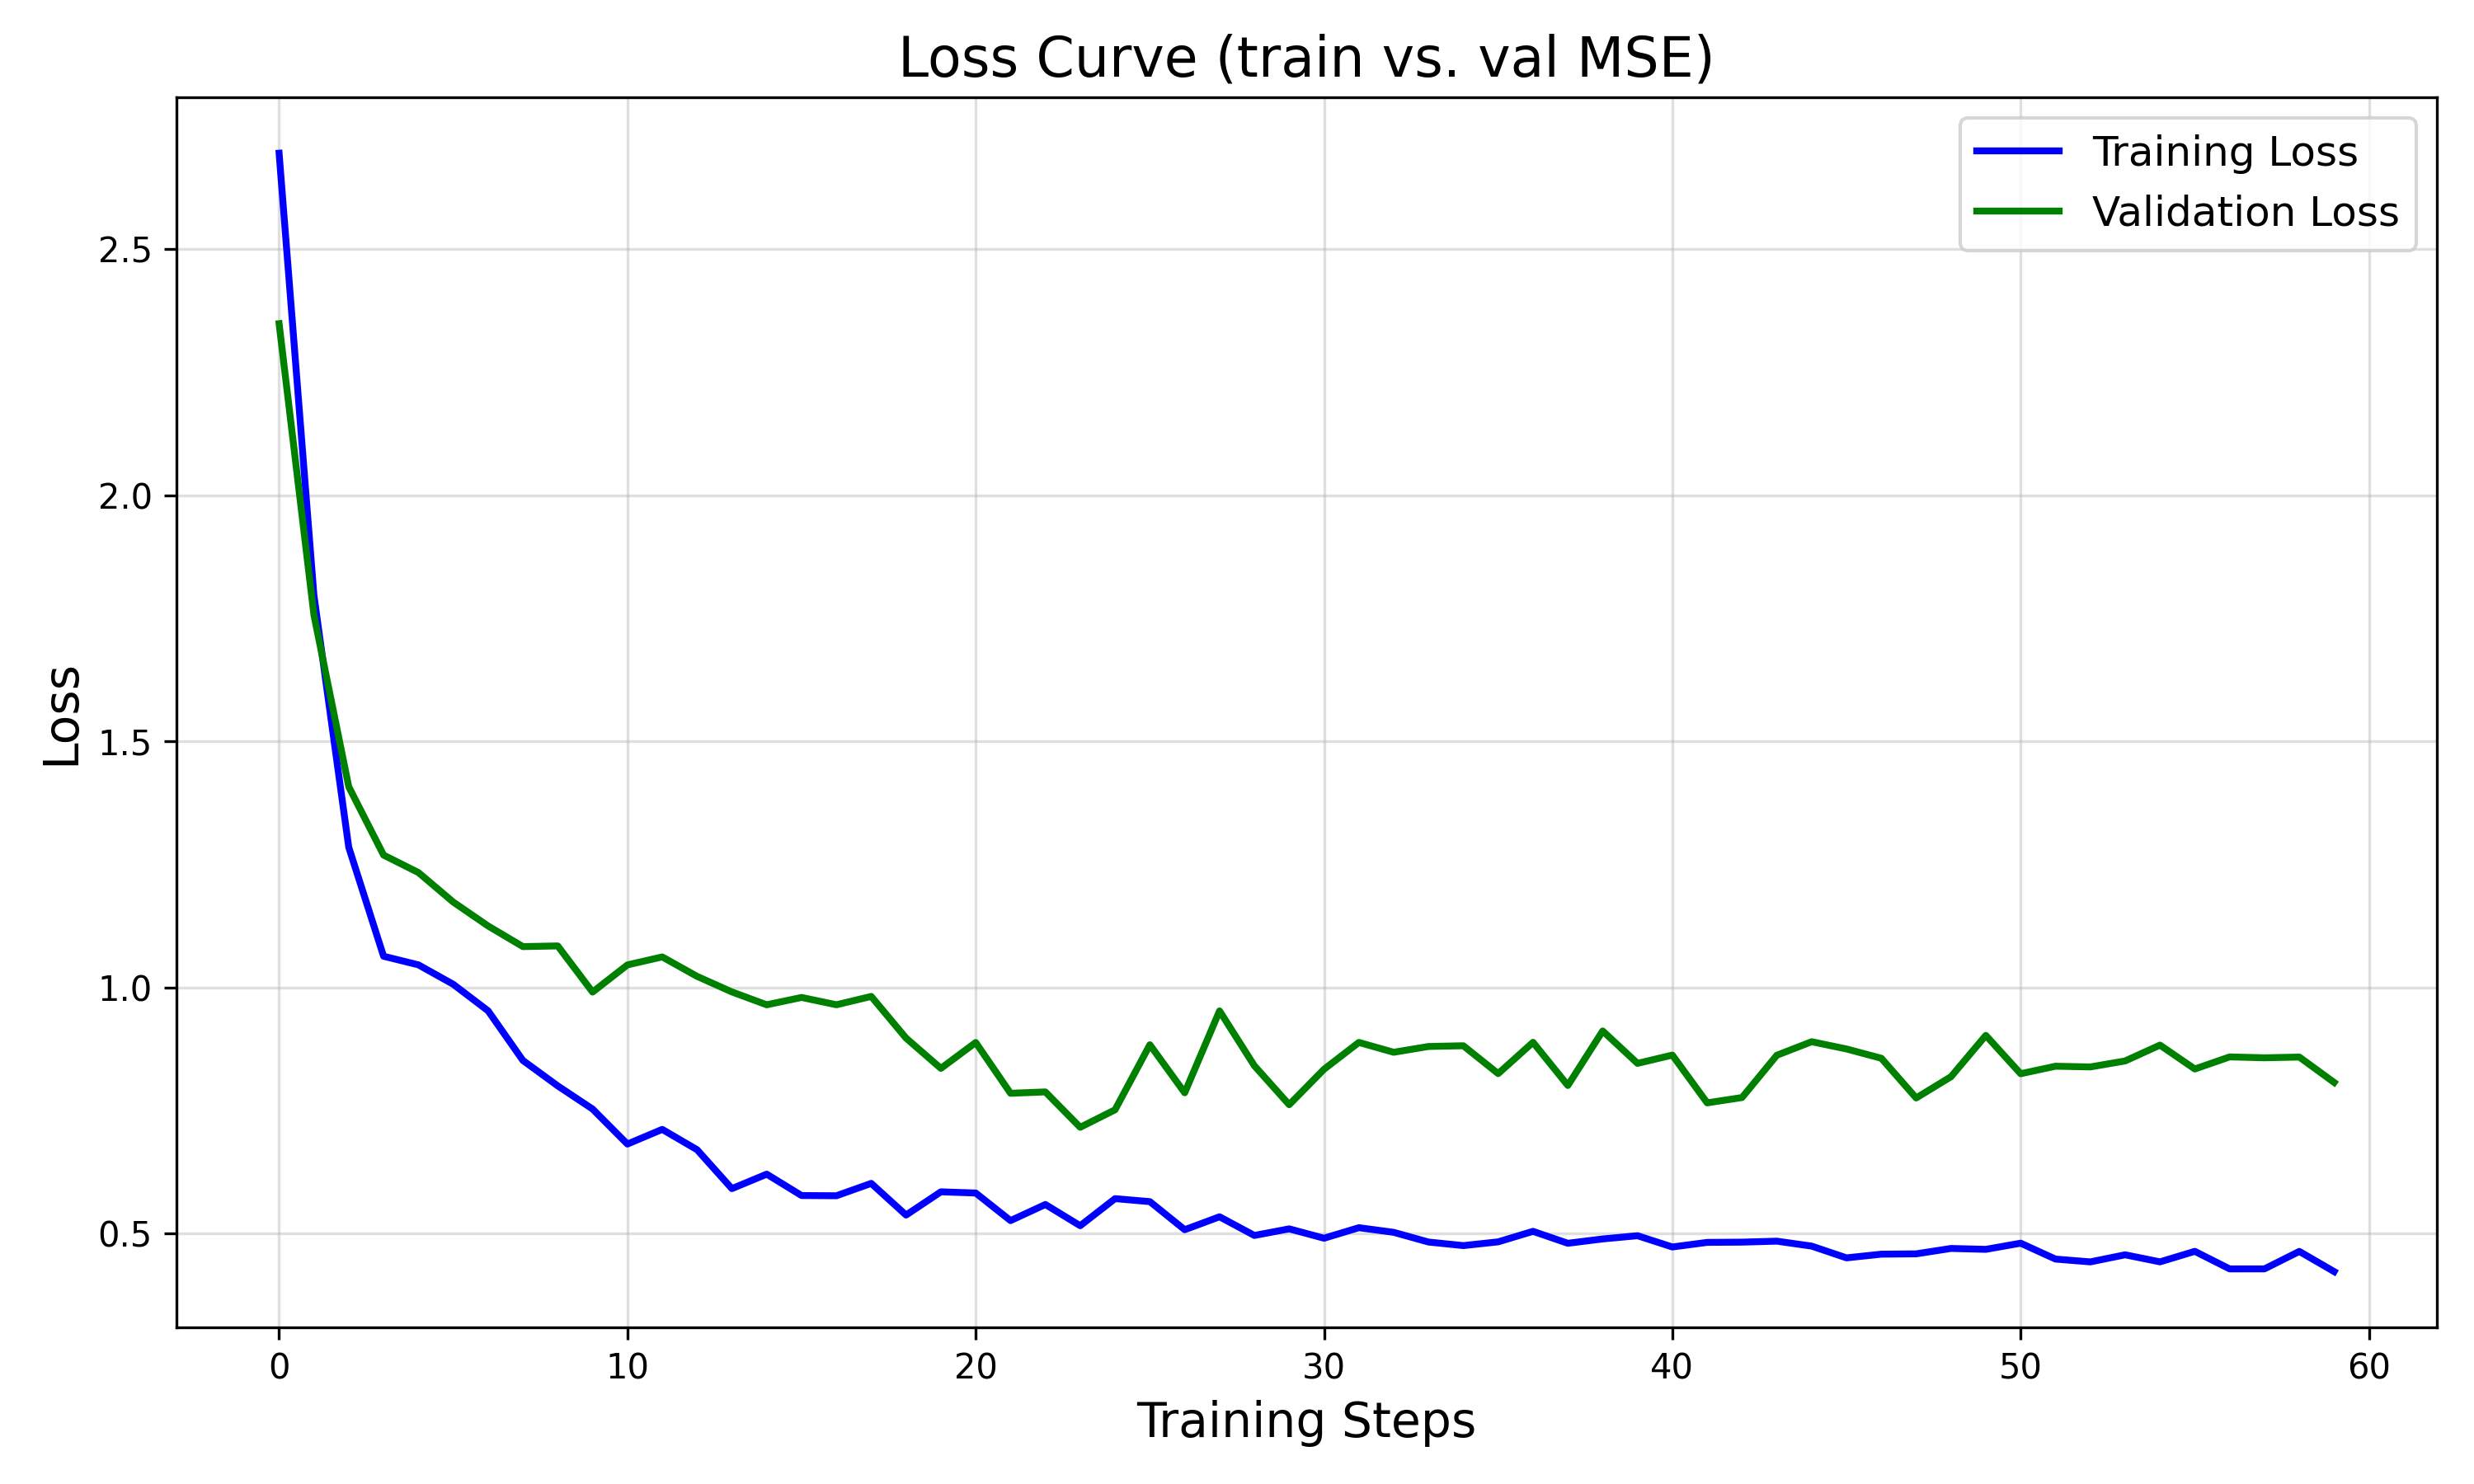 Loss Curve (train vs. val MSE)
Training Loss
Validation Loss
Loss
2.5
2.0
1.5
1.0
0.5
0 10 20 30 40 50 60
Training Steps